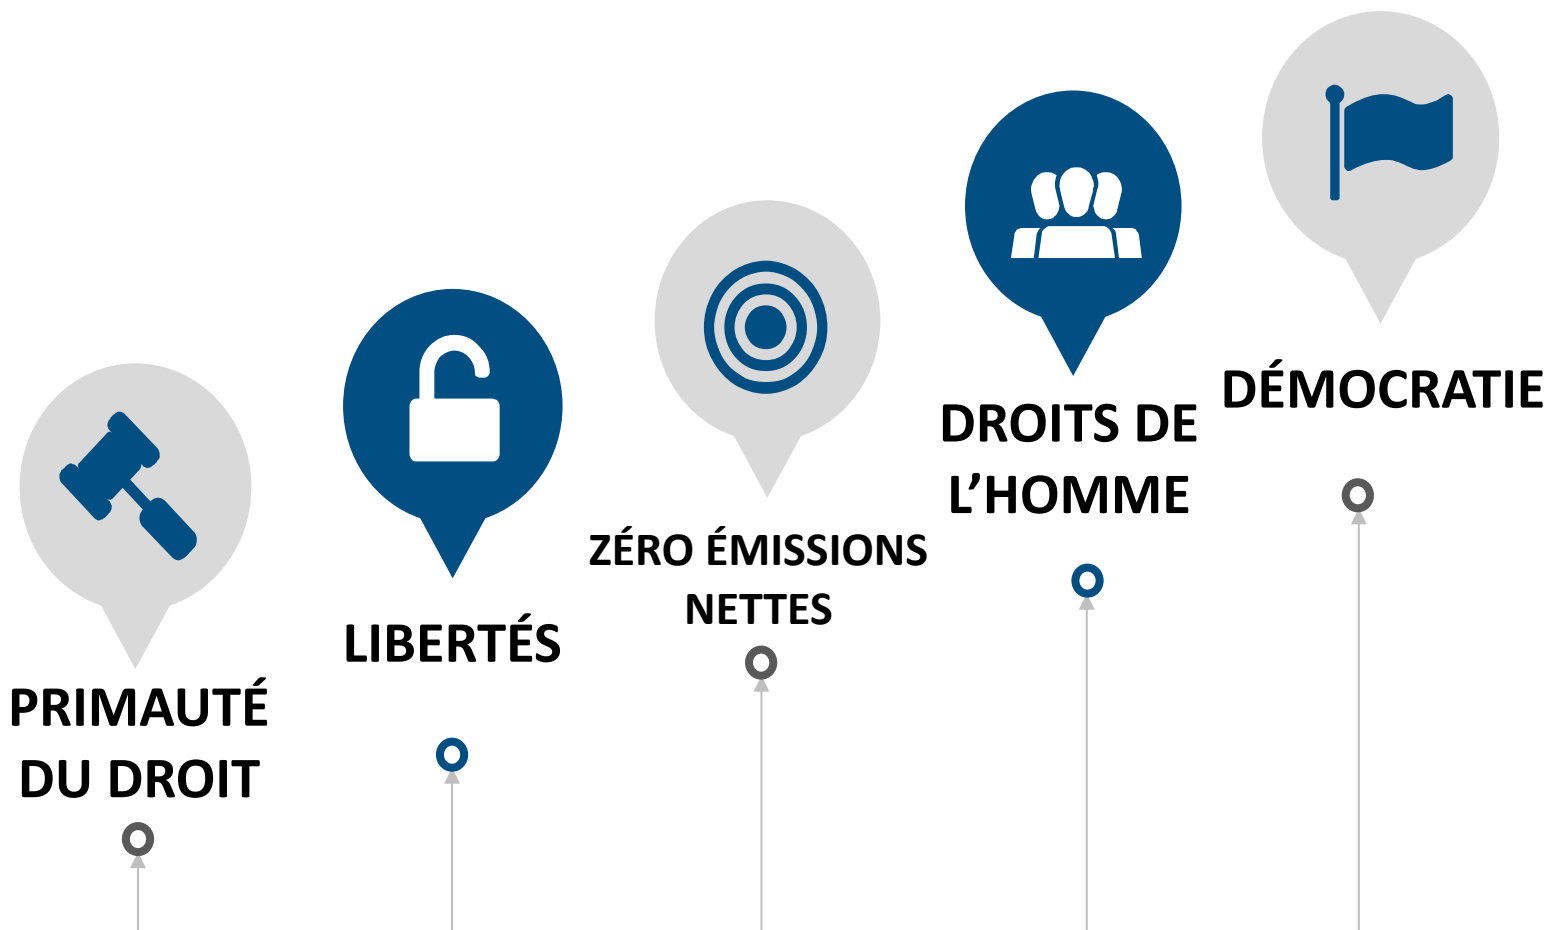 PRIMAUTÉ
DU DROIT
LIBERTÉS
ZÉRO ÉMISSIONS
NETTES
DROITS DE
L’HOMME
DÉMOCRATIE